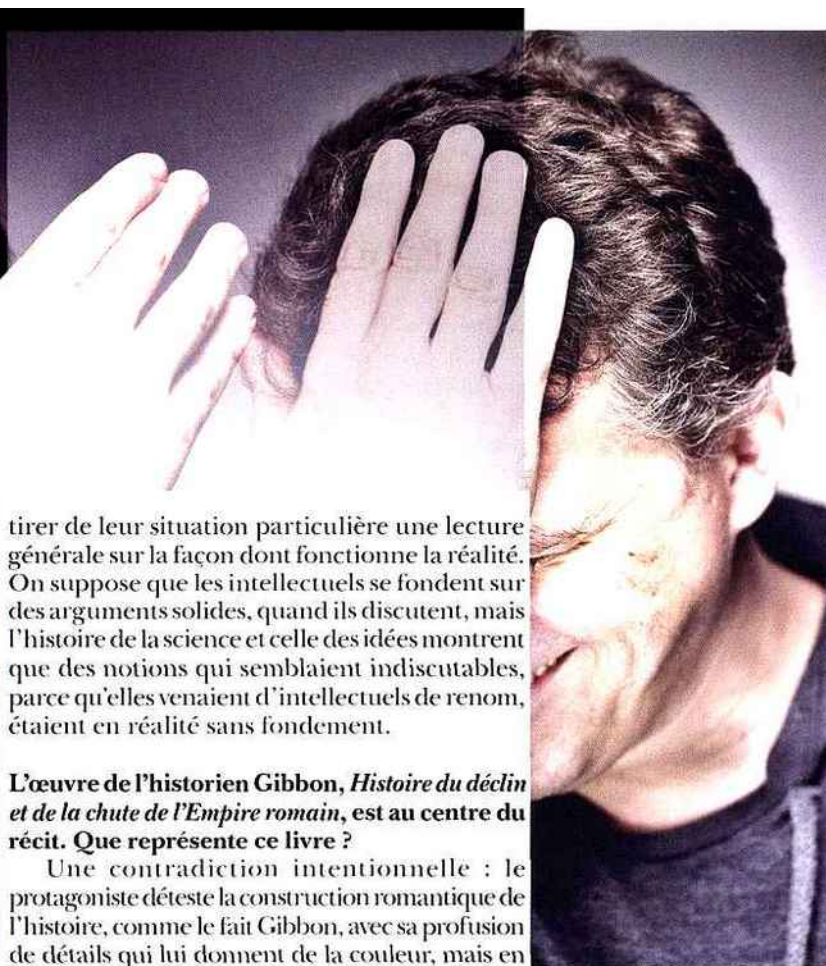 tirer de leur situation particulière une lecture
générale sur la façon dont fonctionne la réalité.
On suppose que les intellectuels se fondent sur
des arguments solides, quand ils discutent, mais
l'histoire de la science et celle des idées montrent
que des notions qui semblaient indiscutables,
parce qu'elles venaient d'intellectuels de renom,
étaient en réalité sans fondement.
L'œuvre de l'historien Gibbon, Histoire du déclin
et de la chute de l'Empire romain, est au centre du
récit. Que représente ce livre ?
Une contradiction intentionnelle : le
protagoniste déteste la construction romantique de
l'histoire, comme le fait Gibbon, avec sa profusion
de détails qui lui donnent de la couleur, mais en